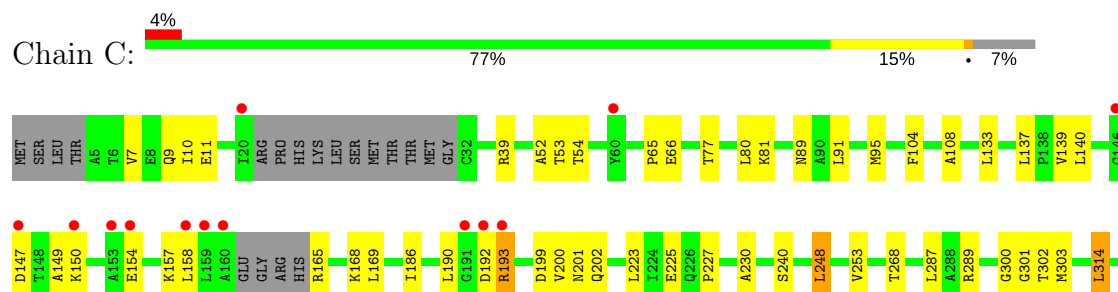 4%
Chain C:
77% 15% • 7%
MET SER LEU THR A5 T6 V7 E8 Q9 I10 E11 I20 ARG PRO HIS LYS LEU SER MET THR THR MET GLY C32 R39 A52 T53 T54 Y60 P65 E66 T77 L80 K81 N89 A90 L91 M95 F104 A108 L133 L137 P138 V139 L140 G146
D147 T148 A149 K150 A153 E154 K157 L158 L159 A160 GLU GLY ARG HIS R165 K168 L169 I186 L190 G191 D192 R193 D199 V200 N201 Q202 L223 I224 E225 Q226 P227 A230 S240 L248 V253 T268 L287 A288 R289 G300 G301 T302 M303 L314